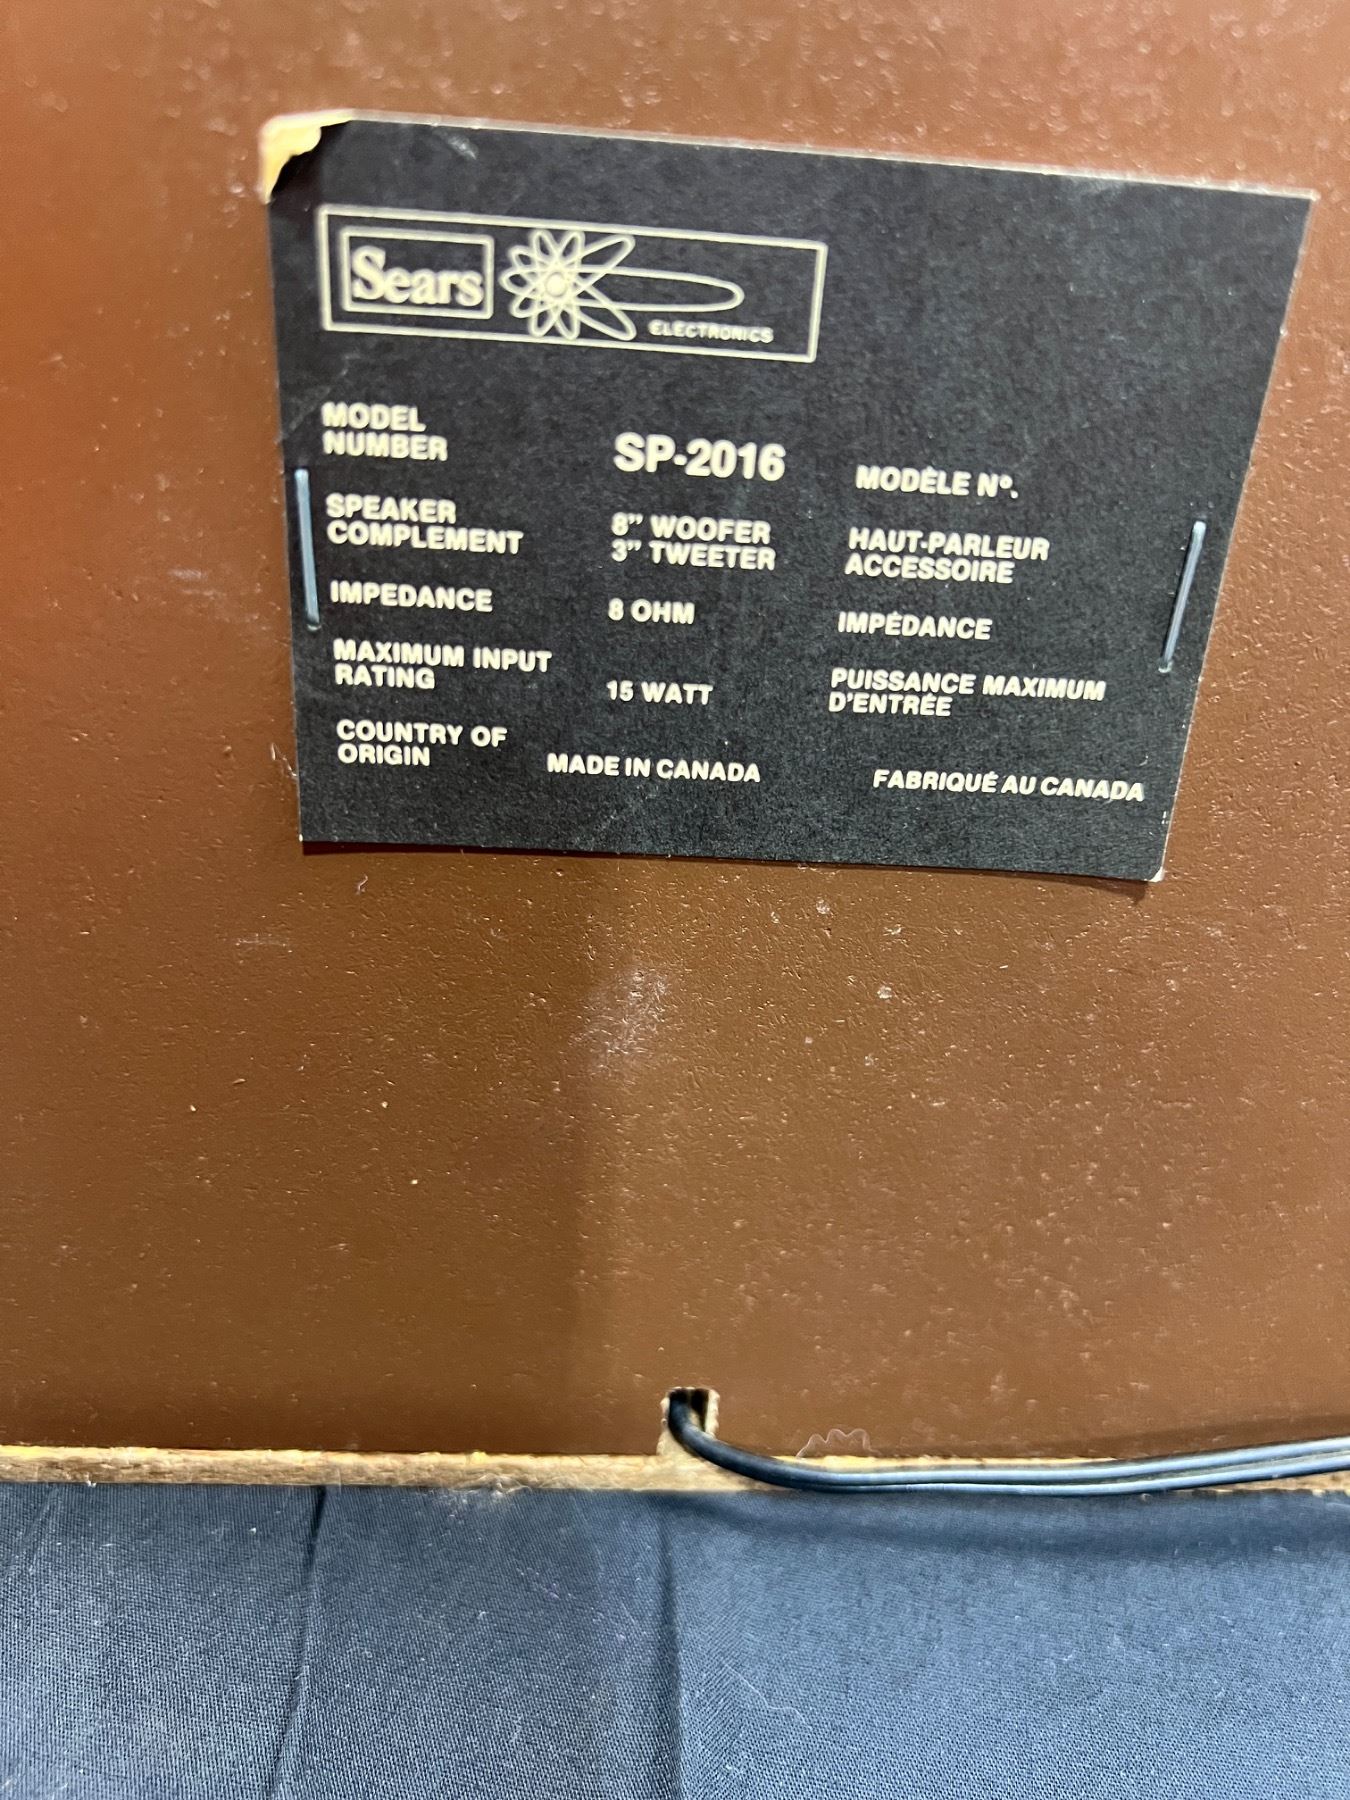 Sears
ELECTRONICS
MODEL
NUMBER
SP-2016
MODÈLE Nº.
SPEAKER
COMPLEMENT
8" WOOFER
3" TWEETER
HAUT-PARLEUR
ACCESSOIRE
IMPEDANCE
8 OHM
IMPÉDANCE
MAXIMUM INPUT
RATING
15 WATT
PUISSANCE MAXIMUM
D'ENTRÉE
COUNTRY OF
ORIGIN
MADE IN CANADA
FABRIQUÉ AU CANADA